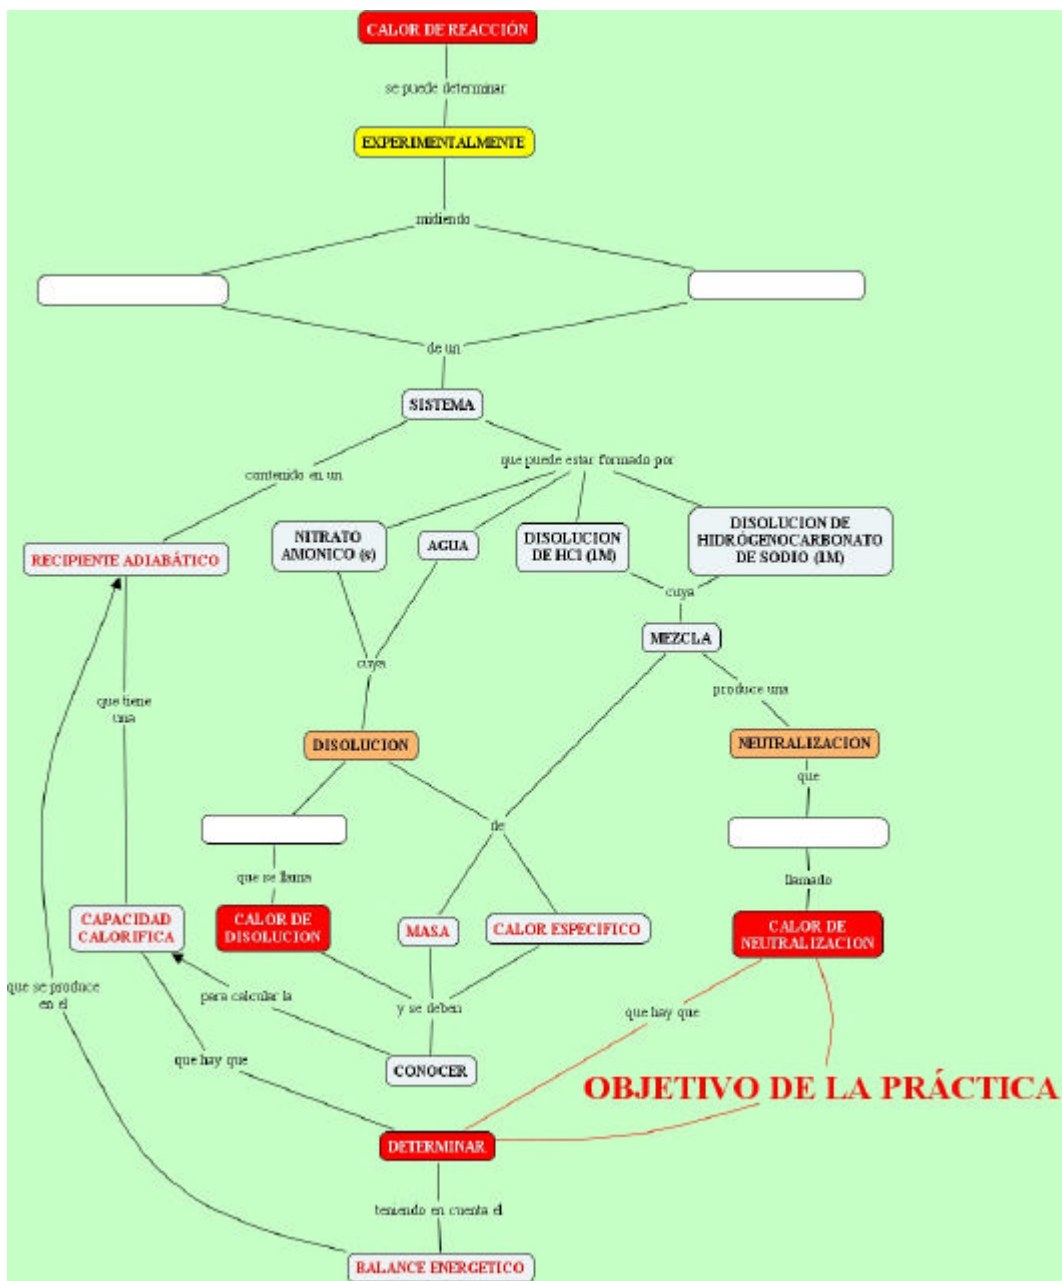 CALOR DE REACCIÓN
se puede determinar
EXPERIMENTALMENTE
midiendo
de un
SISTEMA
contenido en un
que puede estar formado por
NITRATO
AMONICO (s)
AGUA
DISOLUCION
DE HCl (1M)
DISOLUCION DE
HIDRÓGENOCARBONATO
DE SODIO (1M)
RECIPIENTE ADIABÁTICO
cuya
MEZCLA
cuya
que tiene
una
produce una
DISOLUCION
NEUTRALIZACION
que
de
que se llama
llamado
CAPACIDAD
CALORIFICA
CALOR DE
DISOLUCION
MASA
CALOR ESPECIFICO
CALOR DE
NEUTRALIZACION
que se produce
en el
para calcular la
y se deben
que hay que
que hay que
CONOCER
OBJETIVO DE LA PRÁCTICA
DETERMINAR
teniendo en cuenta el
BALANCE ENERGETICO